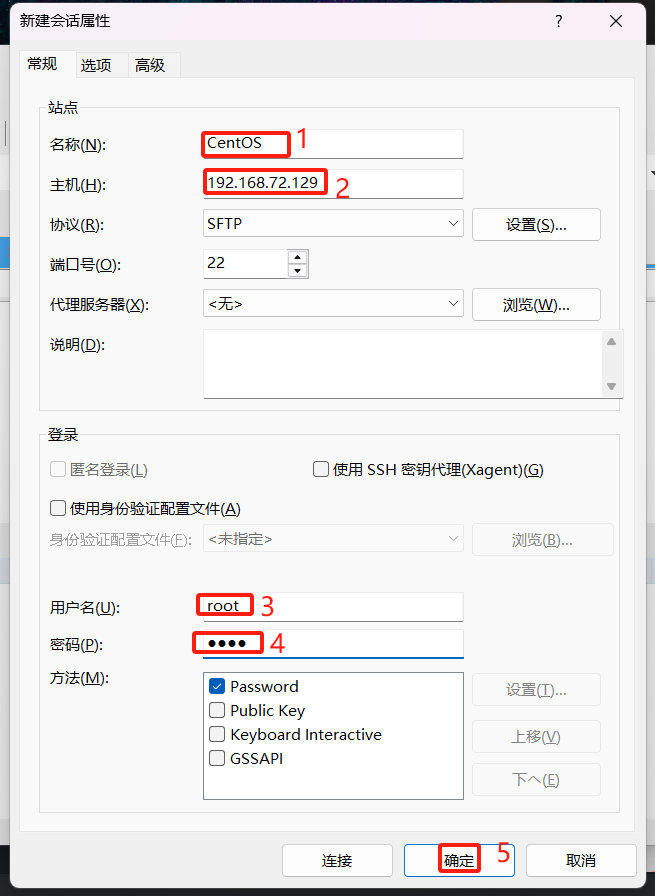 新建会话属性 ?
常规 选项 高级
站点
名称(N): CentOS 1
主机(H): 192.168.72.129 2
协议(R): SFTP 设置(S)...
端口号(O): 22
代理服务器(X): <无> 浏览(W)...
说明(D):
登录
匿名登录(L) 使用 SSH 密钥代理(Xagent)(G)
使用身份验证配置文件(A)
身份验证配置文件(F): <未指定> 浏览(B)...
用户名(U): root 3
密码(P): ●●●● 4
方法(M):
Password 设置(T)...
Public Key
Keyboard Interactive 上移(V)
GSSAPI
下へ(E)
连接 确定 5 取消